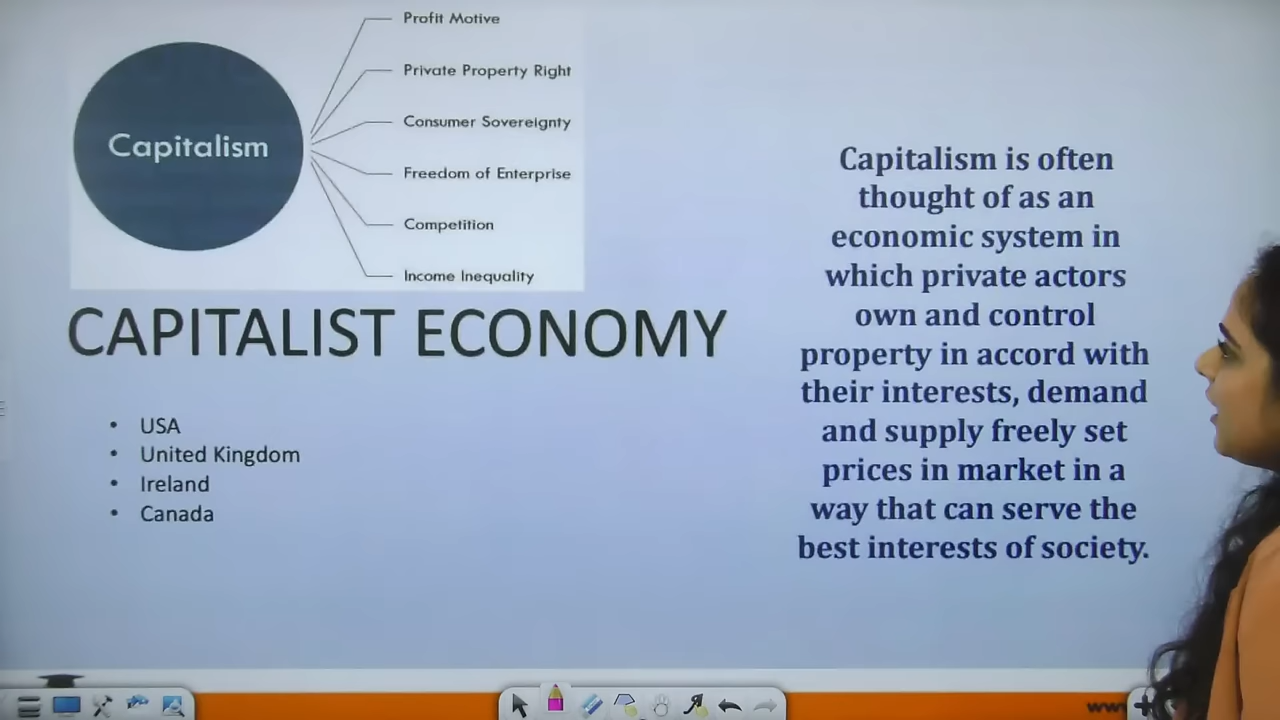 Profit Motive
Private Property Right
Consumer Sovereignty
Capitalism
Freedom of Enterprise
Competition
Income Inequality
CAPITALIST ECONOMY
• USA
• United Kingdom
• Ireland
• Canada
Capitalism is often
thought of as an
economic system in
which private actors
own and control
property in accord with
their interests, demand
and supply freely set
prices in market in a
way that can serve the
best interests of society.